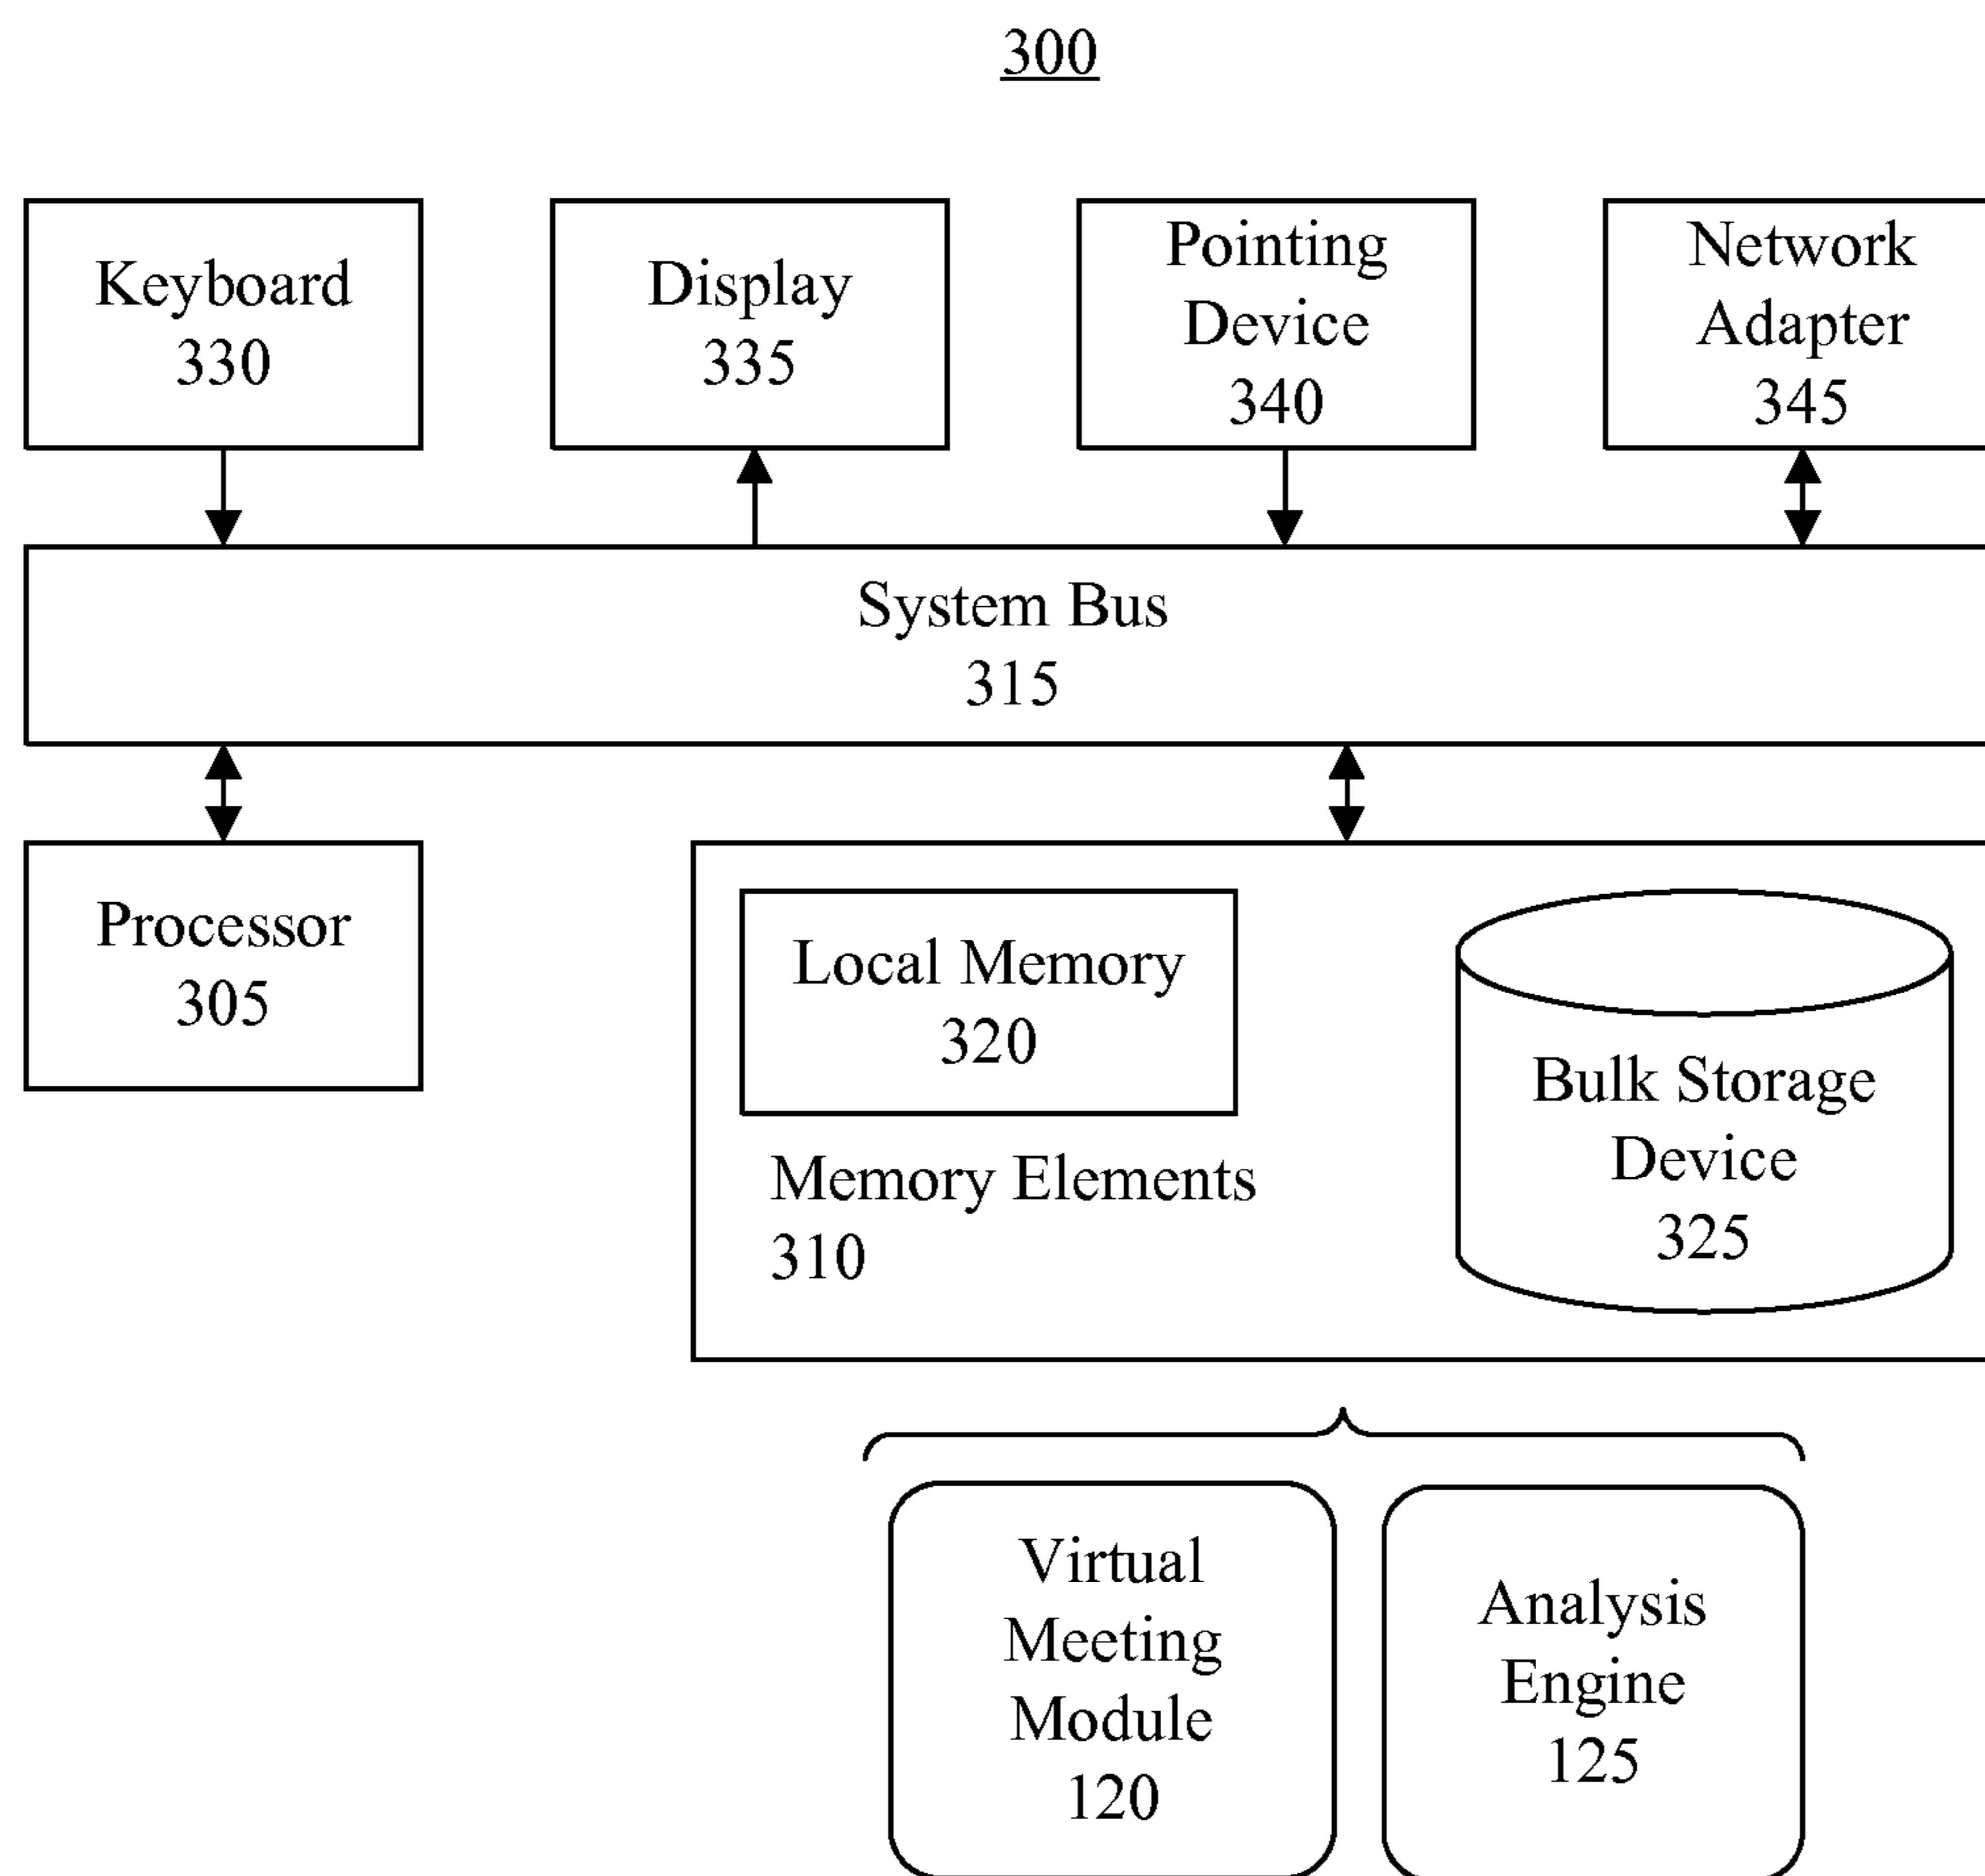 300
Keyboard
330
Display
335
Pointing
Device
340
Network
Adapter
345
System Bus
315
Processor
305
Local Memory
320
Memory Elements
310
Bulk Storage
Device
325
Virtual
Meeting
Module
120
Analysis
Engine
125